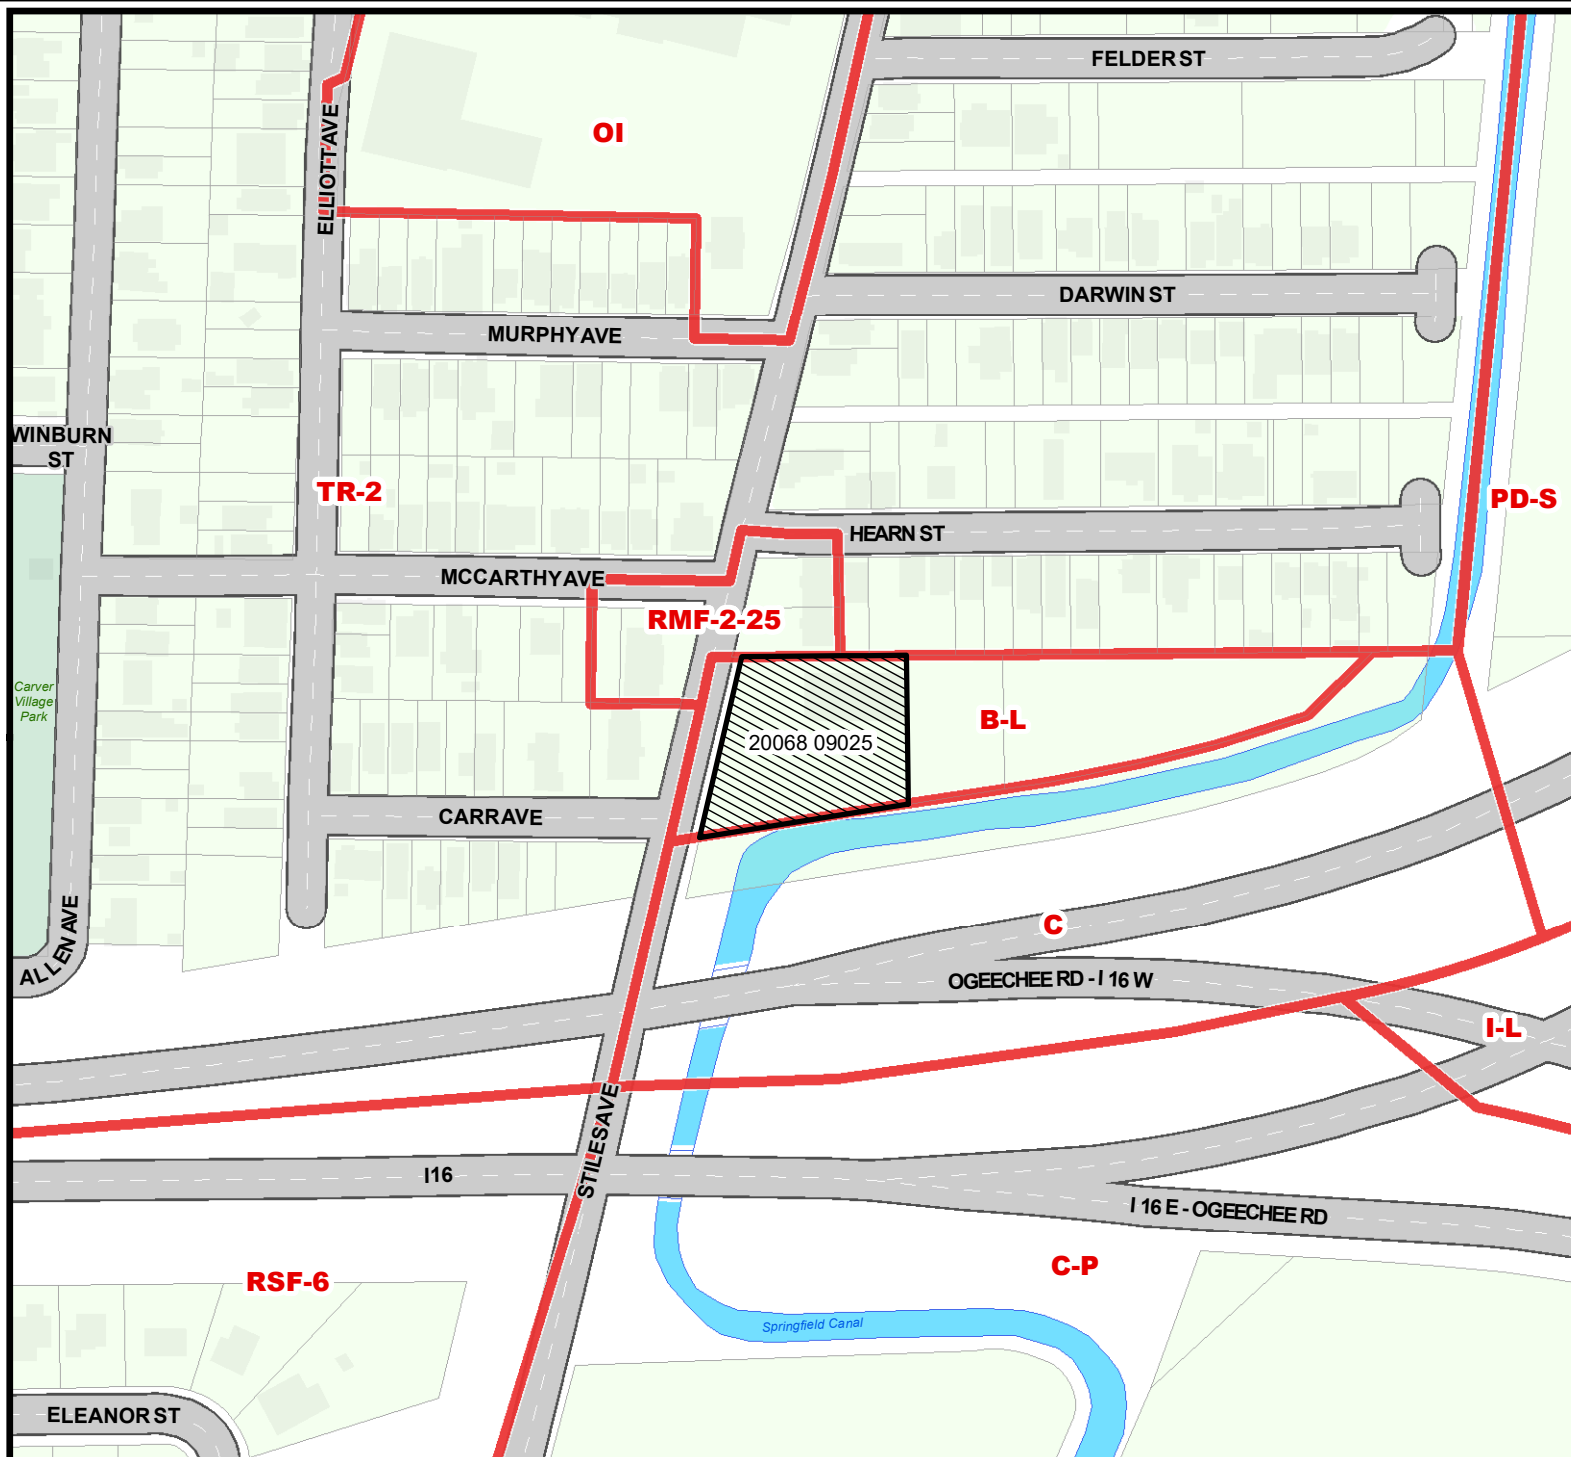 FELDER ST
ELLIOTT AVE
OI
DARWIN ST
MURPHY AVE
WINBURN
ST
TR-2
PD-S
HEARN ST
MCCARTHY AVE
RMF-2-25
Carver
Village
Park
B-L
20068 09025
CARR AVE
ALLEN AVE
C
OGEECHEE RD - I 16 W
I-L
STILES AVE
I16
I 16 E - OGEECHEE RD
C-P
RSF-6
Springfield Canal
ELEANOR ST